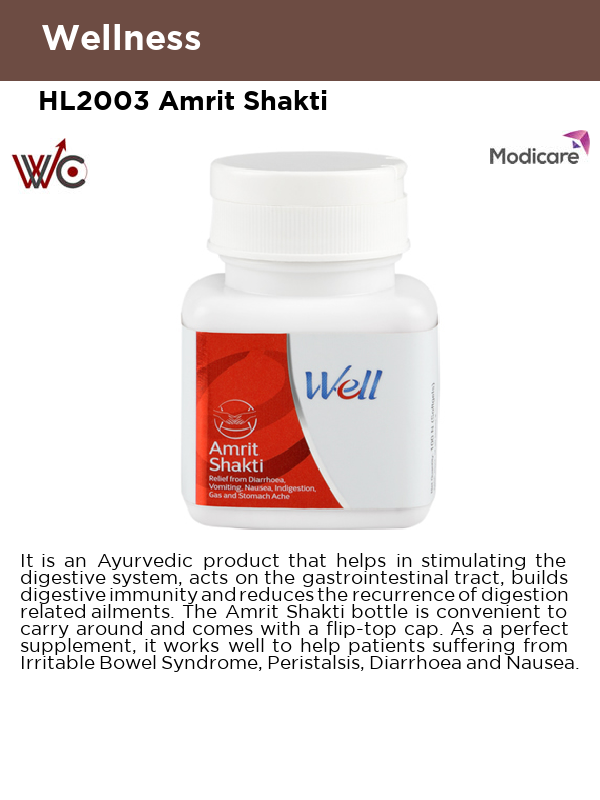 Wellness
HL2003 Amrit Shakti
WC
Modicare
Well
Amrit
Shakti
Relief from Diarrhoea,
Vomiting, Nausea, Indigestion,
Gas and Stomach Ache
It is an Ayurvedic product that helps in stimulating the
digestive system, acts on the gastrointestinal tract, builds
digestive immunity and reduces the recurrence of digestion
related ailments. The Amrit Shakti bottle is convenient to
carry around and comes with a flip-top cap. As a perfect
supplement, it works well to help patients suffering from
Irritable Bowel Syndrome, Peristalsis, Diarrhoea and Nausea.